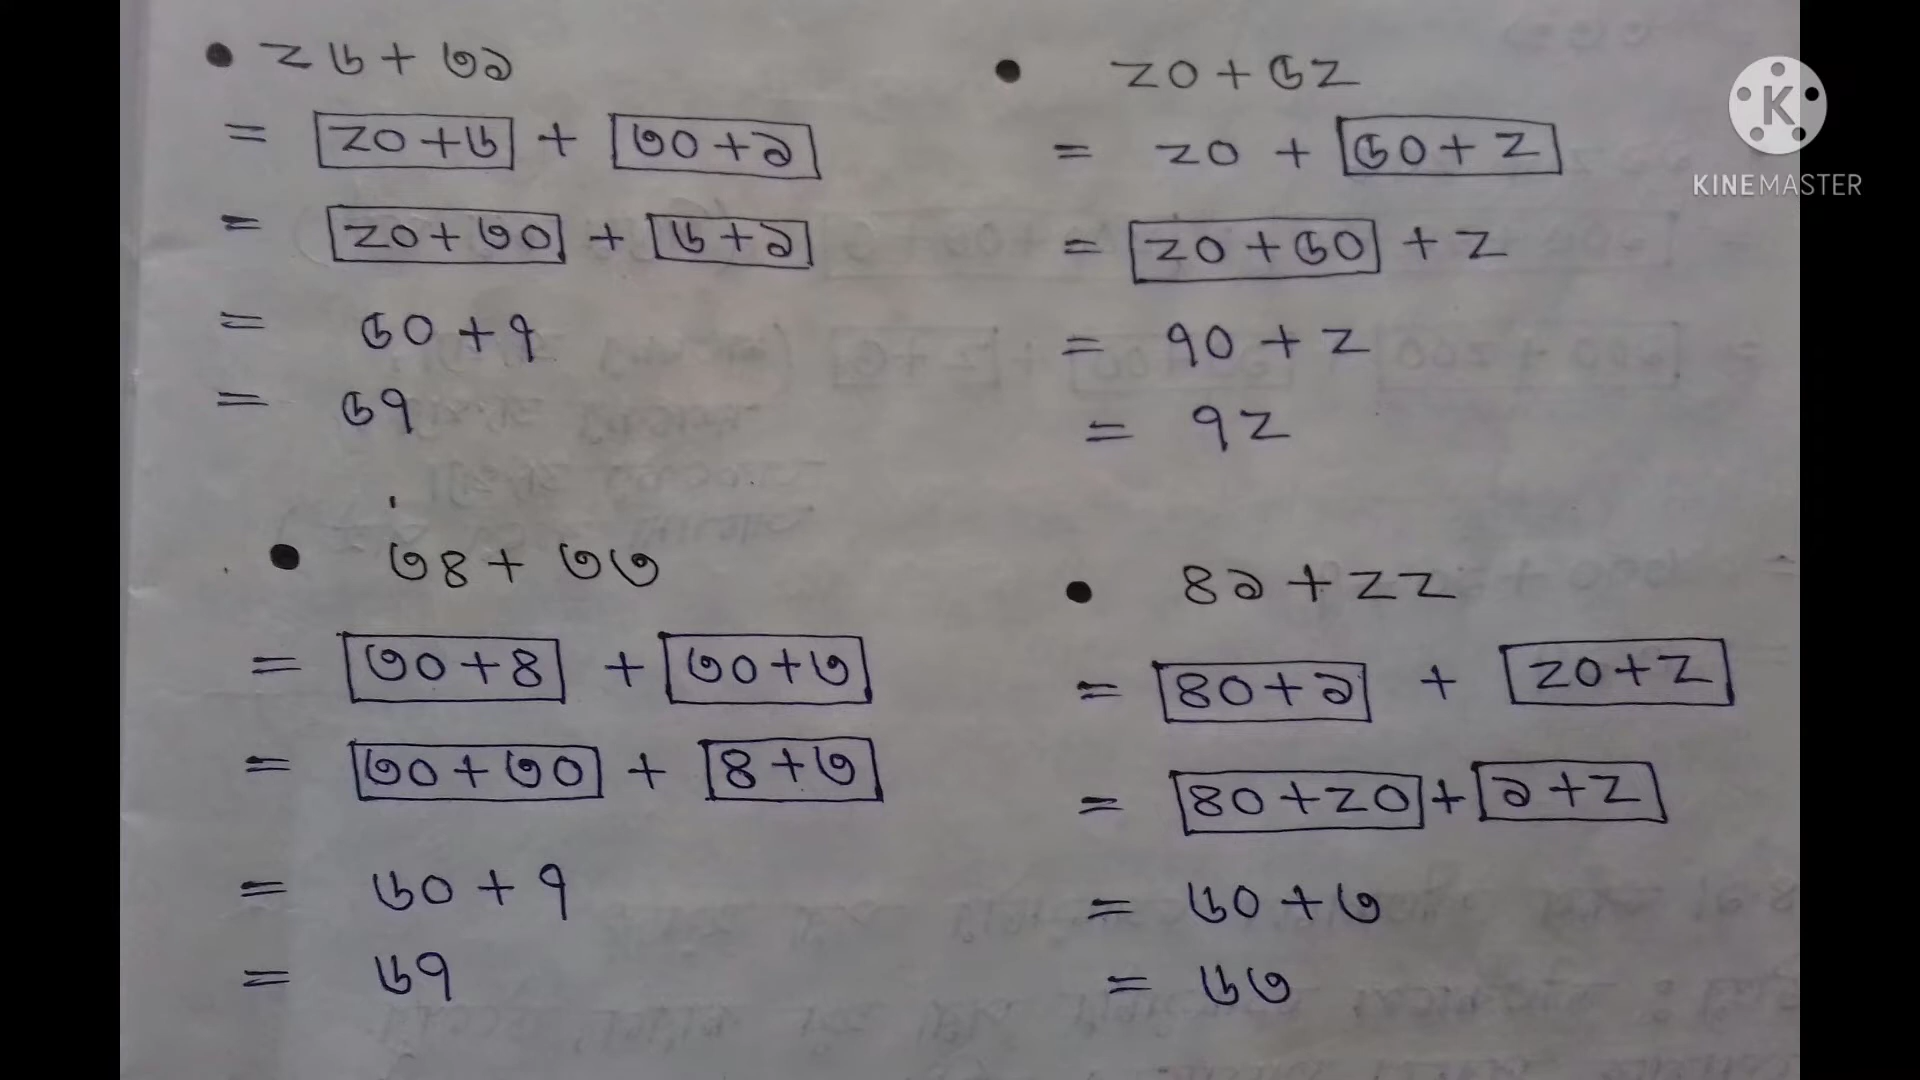 • ২৬ + ৩১
= ২০ + ৬ + ৩০ + ১
= ২০ + ৩০ + ৬ + ১
= ৫০ + ৭
= ৫৭
• ২০ + ৫২
= ২০ + ৫০ + ২
= ২০ + ৫০ + ২
= ৭০ + ২
= ৭২
• ৩৪ + ৩৩
= ৩০ + ৪ + ৩০ + ৩
= ৩০ + ৩০ + ৪ + ৩
= ৬০ + ৭
= ৬৭
• ৪১ + ২২
= ৪০ + ১ + ২০ + ২
= ৪০ + ২০ + ১ + ২
= ৬০ + ৩
= ৬৩
K
KINEMASTER